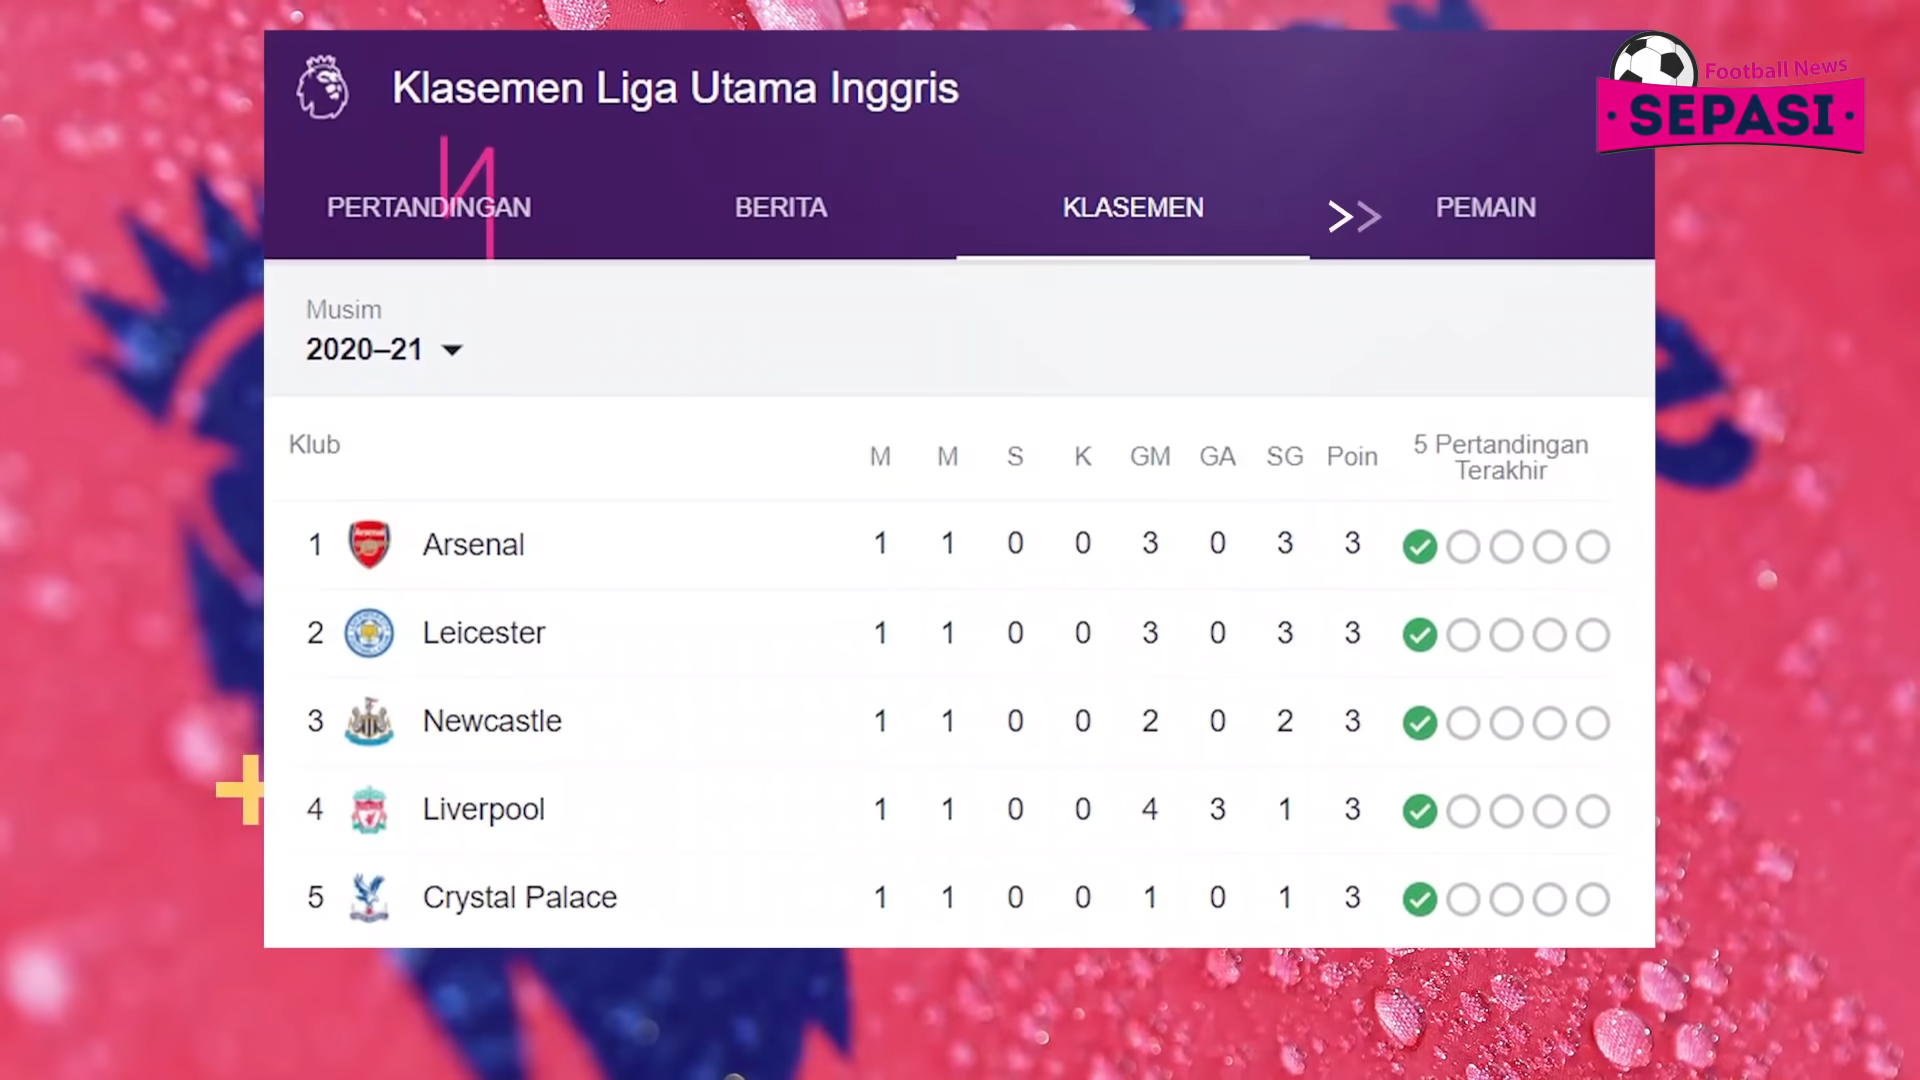 Klasemen Liga Utama Inggris
Football News
SEPASI
PERTANDINGAN BERITA KLASEMEN PEMAIN
Musim
2020–21
Klub M M S K GM GA SG Poin 5 Pertandingan Terakhir
1 Arsenal 1 1 0 0 3 0 3 3
2 Leicester 1 1 0 0 3 0 3 3
3 Newcastle 1 1 0 0 2 0 2 3
4 Liverpool 1 1 0 0 4 3 1 3
5 Crystal Palace 1 1 0 0 1 0 1 3